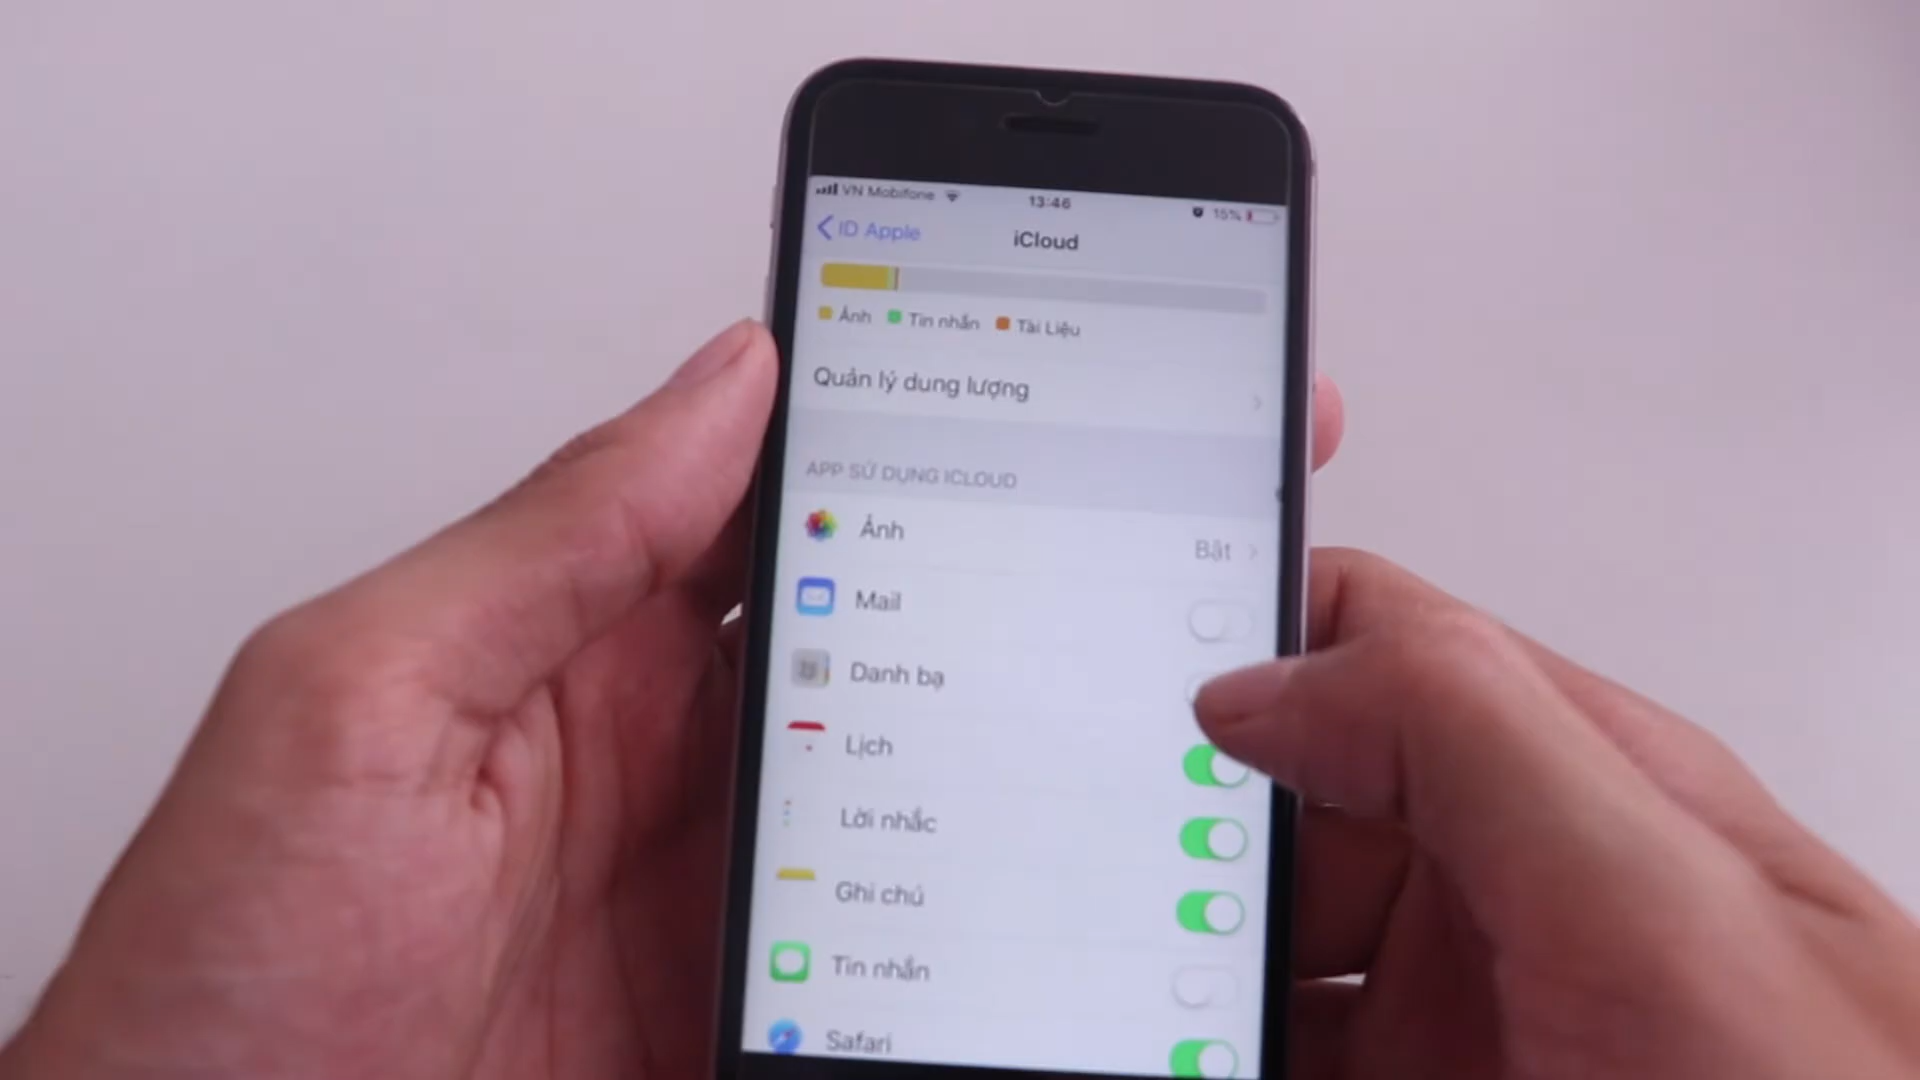 VN Mobifone 13:46 15%
ID Apple iCloud
Ảnh Tin nhắn Tài Liệu
Quản lý dung lượng
APP SỬ DỤNG ICLOUD
Ảnh Bật
Mail
Danh bạ
Lịch
Lời nhắc
Ghi chú
Tin nhắn
Safari